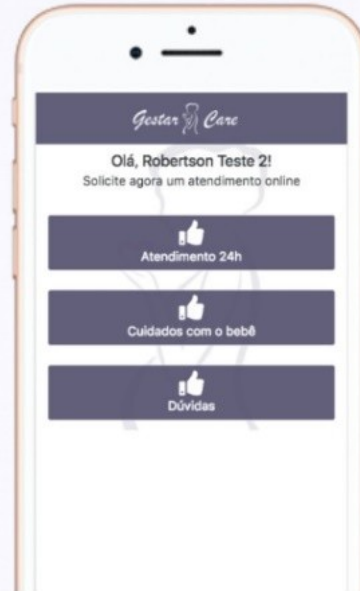 Gestar Care
Olá, Robertson Teste 2!
Solicite agora um atendimento online
Atendimento 24h
Cuidados com o bebê
Dúvidas